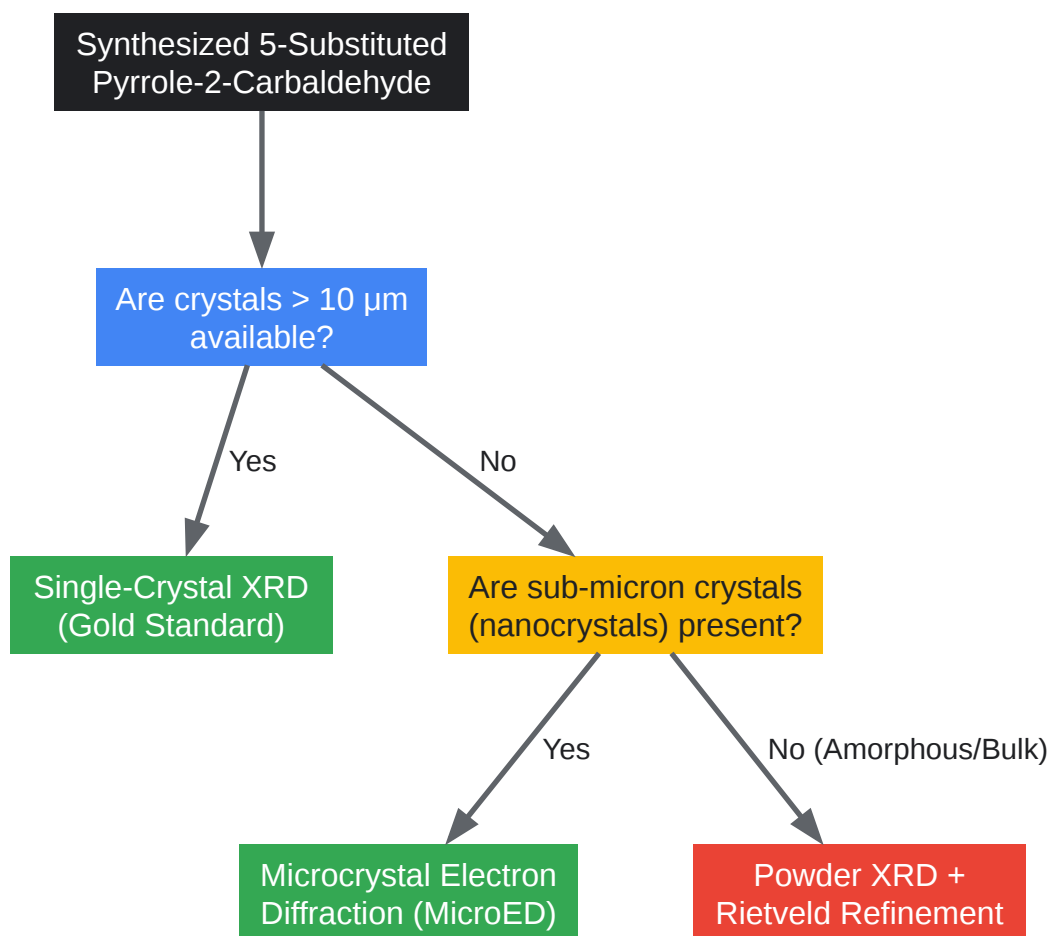 Synthesized 5-Substituted
Pyrrole-2-Carbaldehyde
Are crystals > 10 μm
available?
Yes
No
Single-Crystal XRD
(Gold Standard)
Are sub-micron crystals
(nanocrystals) present?
Yes
No (Amorphous/Bulk)
Microcrystal Electron
Diffraction (MicroED)
Powder XRD +
Rietveld Refinement